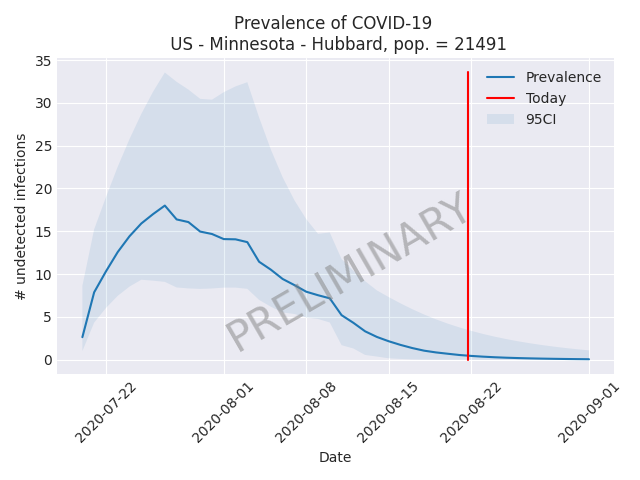 Prevalence of COVID-19
US - Minnesota - Hubbard, pop. = 21491
35
30
25
20
15
10
5
0
# undetected infections
Prevalence
Today
95CI
PRELIMINARY
2020-07-22
2020-08-01
2020-08-08
2020-08-15
2020-08-22
2020-09-01
Date